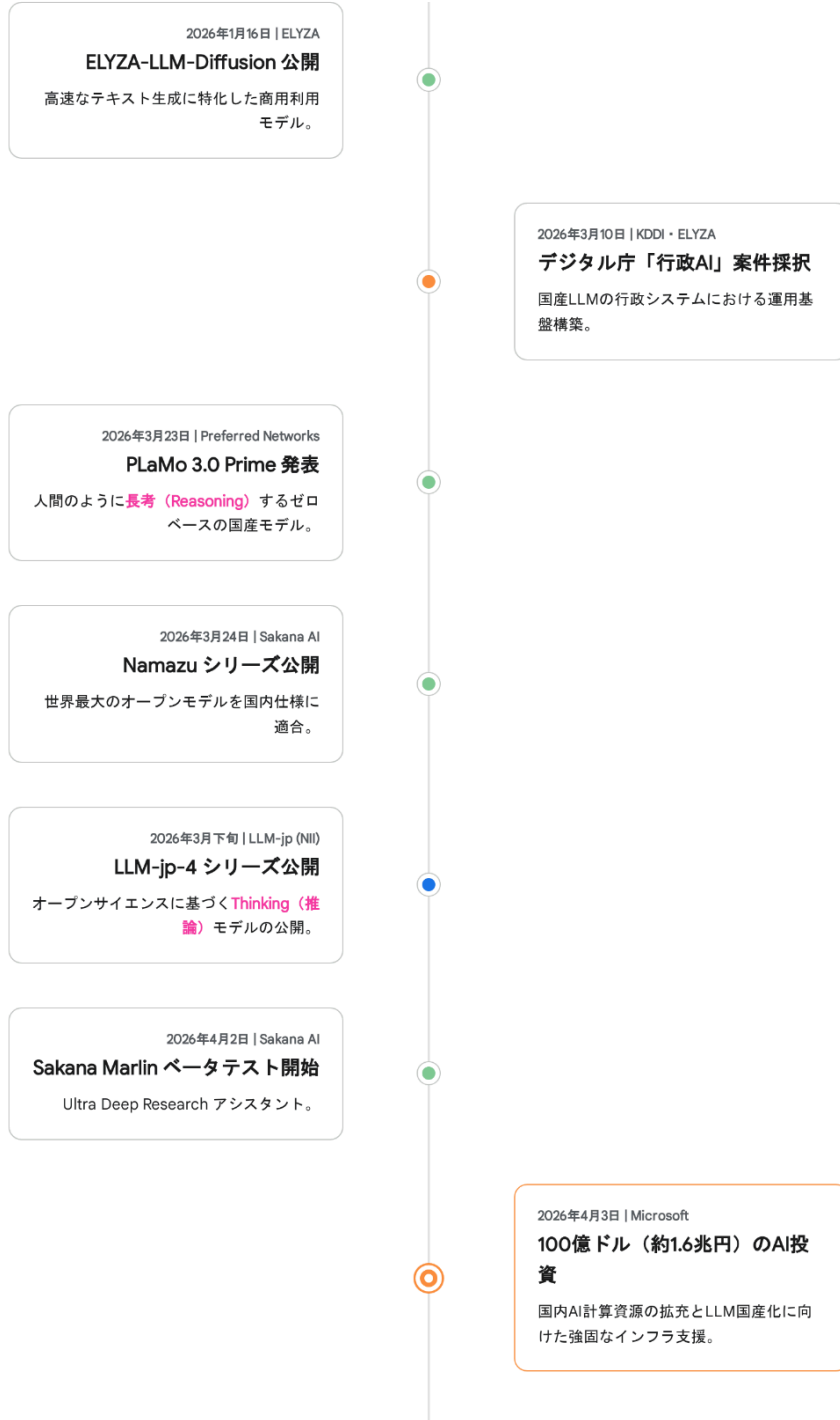 2026年1月16日 | ELYZA
ELYZA-LLM-Diffusion 公開
高速なテキスト生成に特化した商用利用
モデル。
2026年3月10日 | KDDI・ELYZA
デジタル庁「行政AI」案件採択
国産LLMの行政システムにおける運用基
盤構築。
2026年3月23日 | Preferred Networks
PLaMo 3.0 Prime 発表
人間のように長考（Reasoning）するゼロ
ベースの国産モデル。
2026年3月24日 | Sakana AI
Namazu シリーズ公開
世界最大のオープンモデルを国内仕様に
適合。
2026年3月下旬 | LLM-jp (NII)
LLM-jp-4 シリーズ公開
オープンサイエンスに基づくThinking（推
論）モデルの公開。
2026年4月2日 | Sakana AI
Sakana Marlin ベータテスト開始
Ultra Deep Research アシスタント。
2026年4月3日 | Microsoft
100億ドル（約1.6兆円）のAI投
資
国内AI計算資源の拡充とLLM国産化に向
けた強固なインフラ支援。